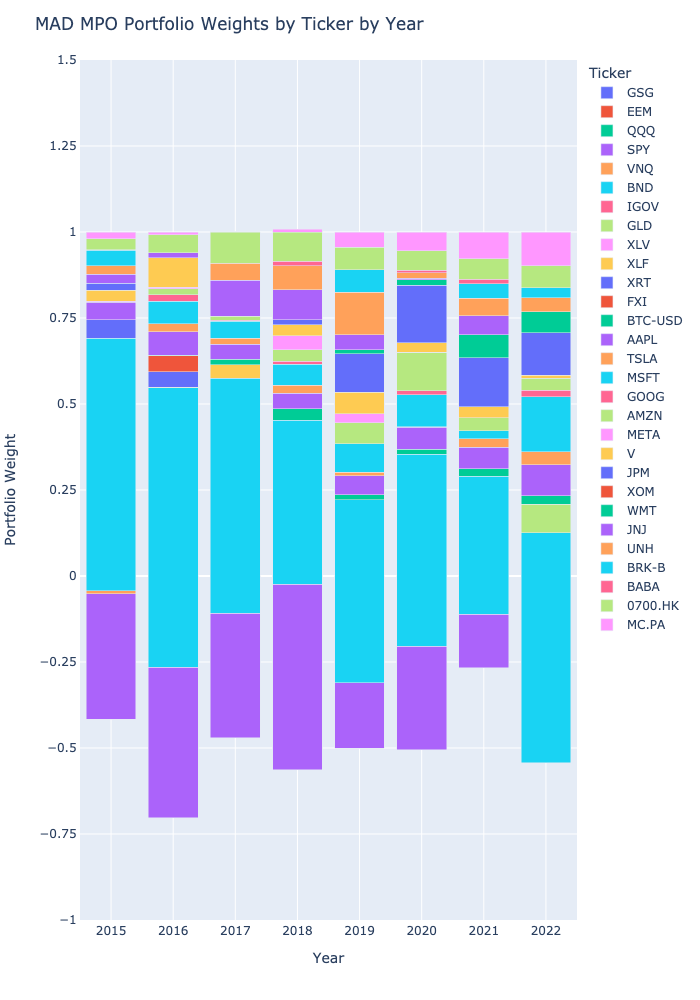 MAD MPO Portfolio Weights by Ticker by Year
1.5
1.25
1
0.75
0.5
0.25
0
−0.25
−0.5
−0.75
−1
Portfolio Weight
2015 2016 2017 2018 2019 2020 2021 2022
Year
Ticker
GSG
EEM
QQQ
SPY
VNQ
BND
IGOV
GLD
XLV
XLF
XRT
FXI
BTC-USD
AAPL
TSLA
MSFT
GOOG
AMZN
META
V
JPM
XOM
WMT
JNJ
UNH
BRK-B
BABA
0700.HK
MC.PA